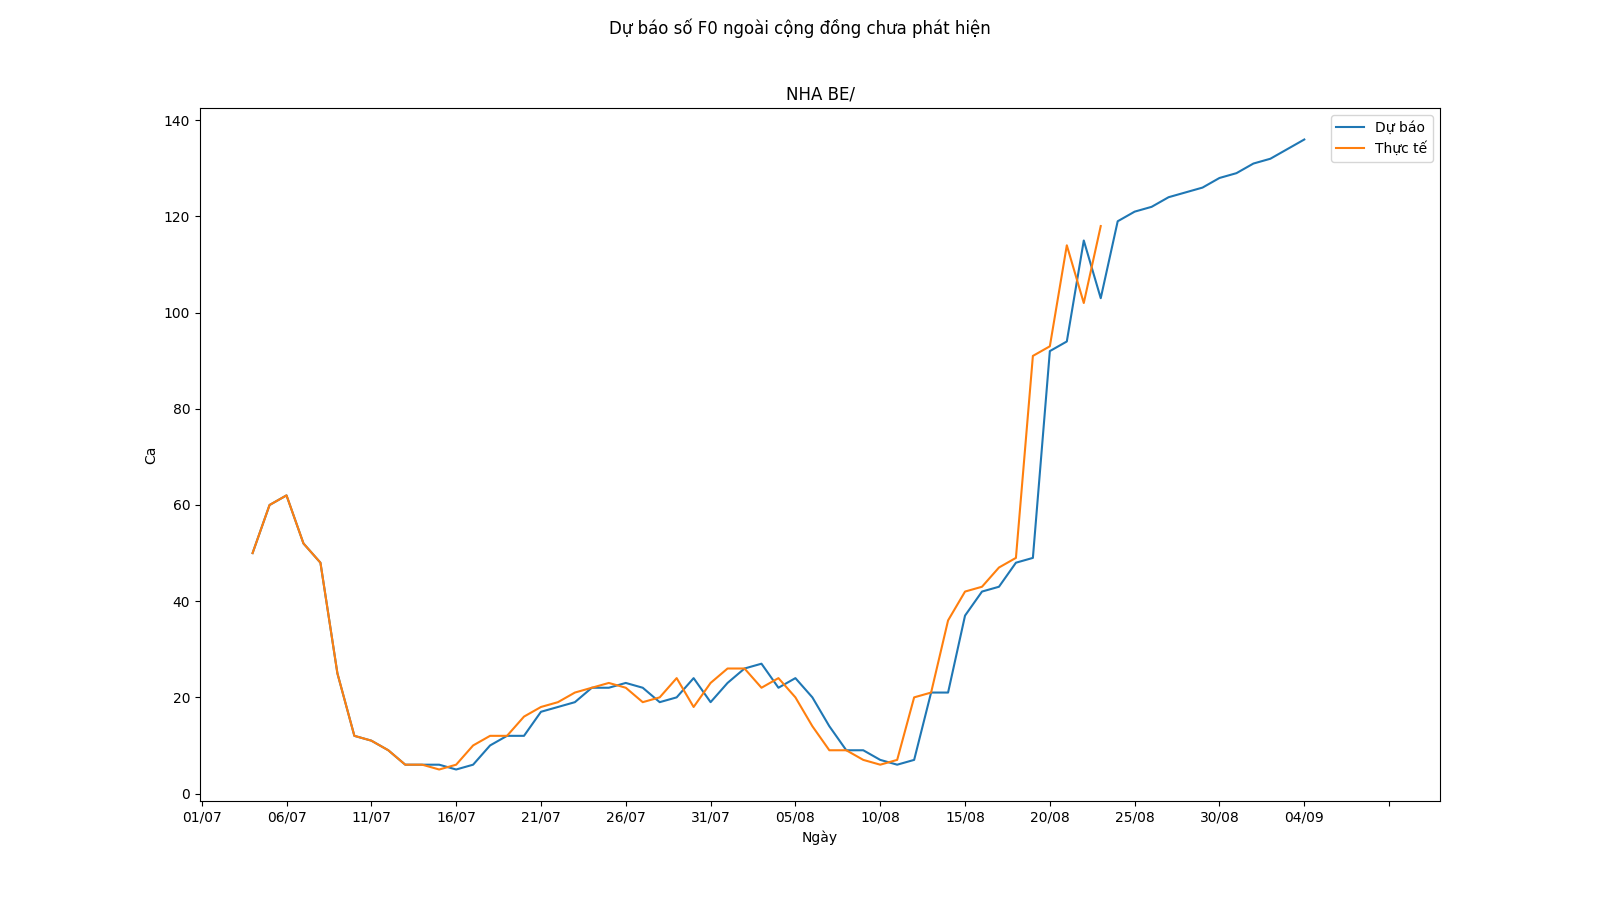 Dự báo số F0 ngoài cộng đồng chưa phát hiện
NHA BE/
140
120
100
80
60
40
20
0
Ca
Dự báo
Thực tế
01/07 06/07 11/07 16/07 21/07 26/07 31/07 05/08 10/08 15/08 20/08 25/08 30/08 04/09
Ngày